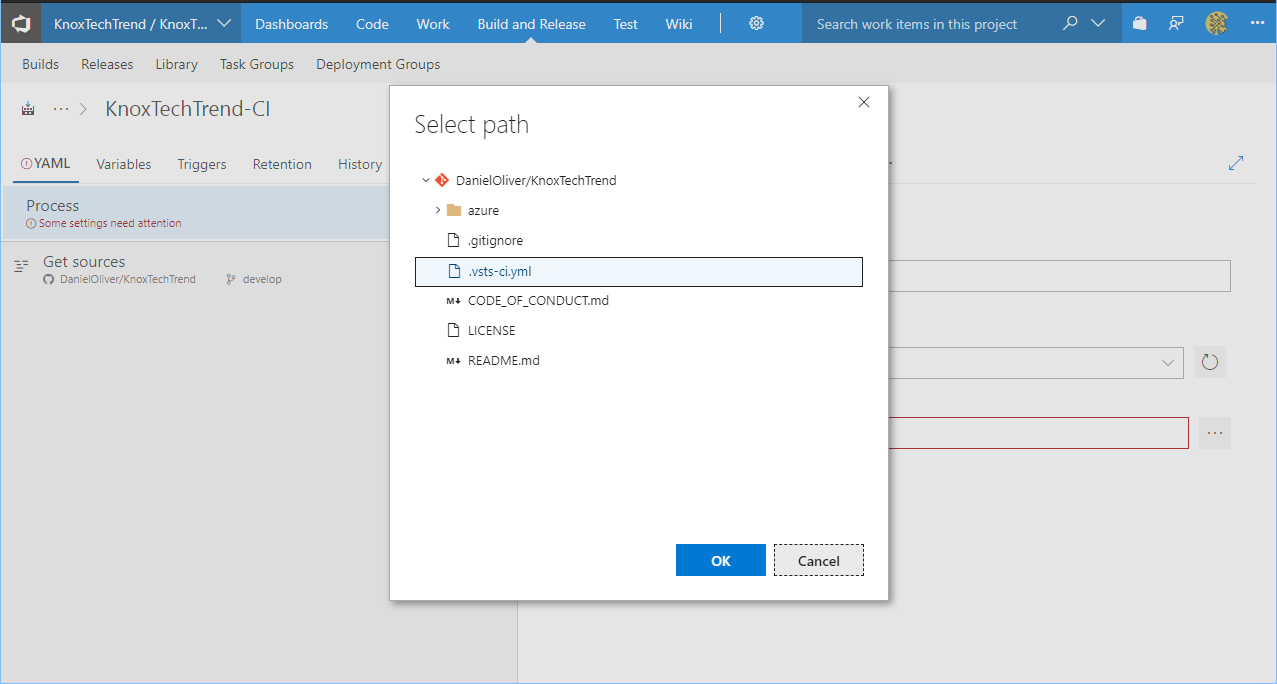 KnoxTechTrend / KnoxT... Dashboards Code Work Build and Release Test Wiki Search work items in this project
Builds Releases Library Task Groups Deployment Groups
... KnoxTechTrend-CI
YAML Variables Triggers Retention History
Process
Some settings need attention
Get sources
DanielOliver/KnoxTechTrend develop
Select path
DanielOliver/KnoxTechTrend
azure
.gitignore
.vsts-ci.yml
M↓ CODE_OF_CONDUCT.md
LICENSE
M↓ README.md
OK Cancel